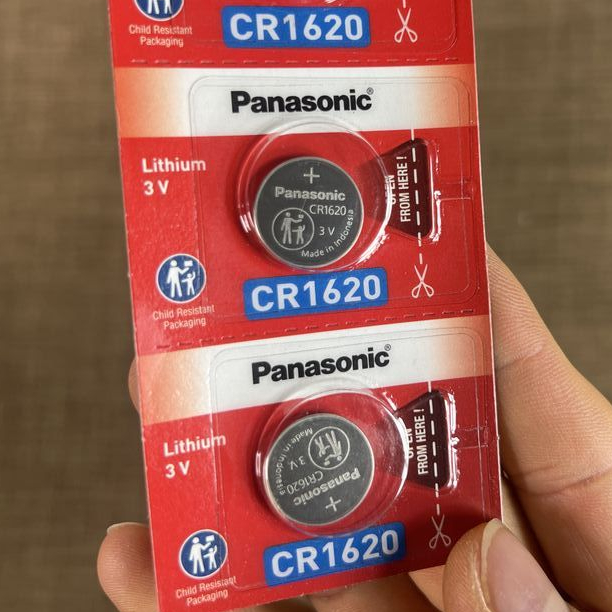 Child Resistant
Packaging
CR1620
Panasonic®
Lithium
3 V
+
Panasonic
CR1620
3 V
Made in Indonesia
OPEN
FROM HERE !
Child Resistant
Packaging
CR1620
Panasonic®
Lithium
3 V
+
Panasonic
CR1620
3 V
Made in Indonesia
OPEN
FROM HERE !
Child Resistant
Packaging
CR1620